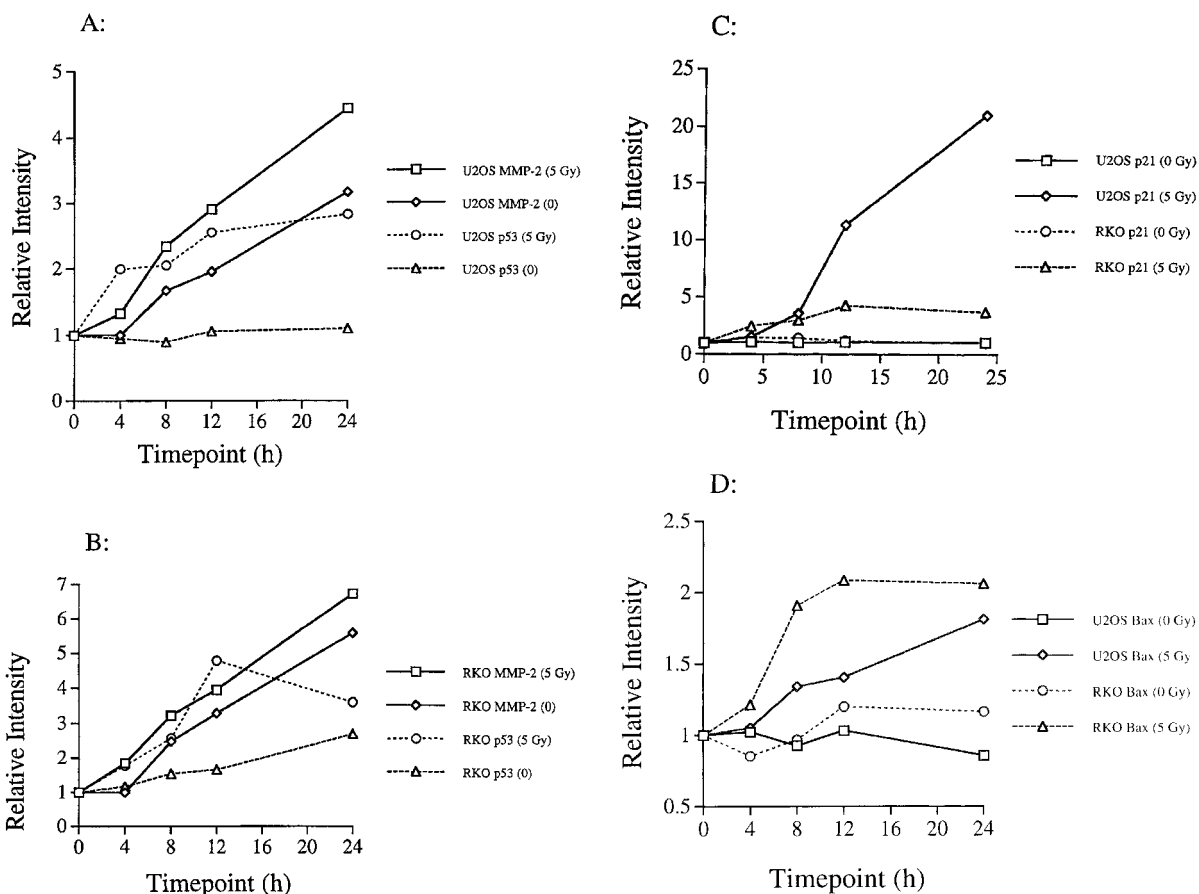 A:
5
4
3
2
1
0
Relative Intensity
0 4 8 12 16 20 24
Timepoint (h)
U2OS MMP-2 (5 Gy)
U2OS MMP-2 (0)
U2OS p53 (5 Gy)
U2OS p53 (0)
B:
7
6
5
4
3
2
1
0
Relative Intensity
0 4 8 12 16 20 24
Timepoint (h)
RKO MMP-2 (5 Gy)
RKO MMP-2 (0)
RKO p53 (5 Gy)
RKO p53 (0)
C:
25
20
15
10
5
0
Relative Intensity
0 5 10 15 20 25
Timepoint (h)
U2OS p21 (0 Gy)
U2OS p21 (5 Gy)
RKO p21 (0 Gy)
RKO p21 (5 Gy)
D:
2.5
2
1.5
1
0.5
Relative Intensity
0 4 8 12 16 20 24
Timepoint (h)
U2OS Bax (0 Gy)
U2OS Bax (5 Gy
RKO Bax (0 Gy)
RKO Bax (5 Gy)